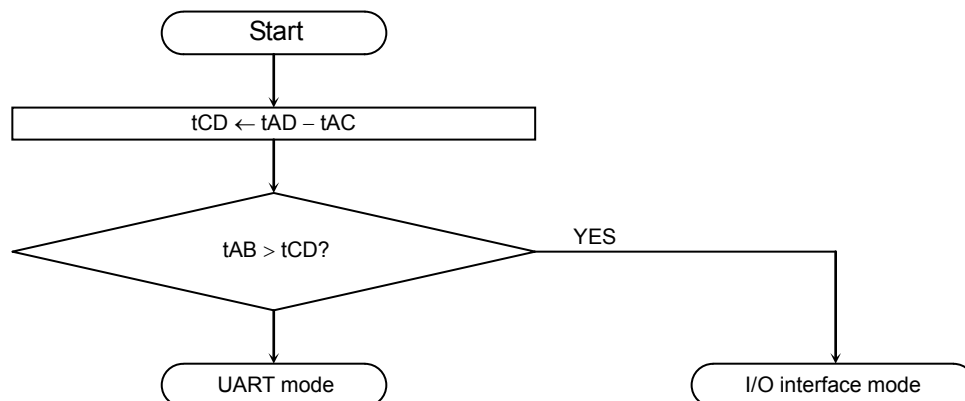 Start
tCD ← tAD − tAC
tAB > tCD?
YES
UART mode
I/O interface mode